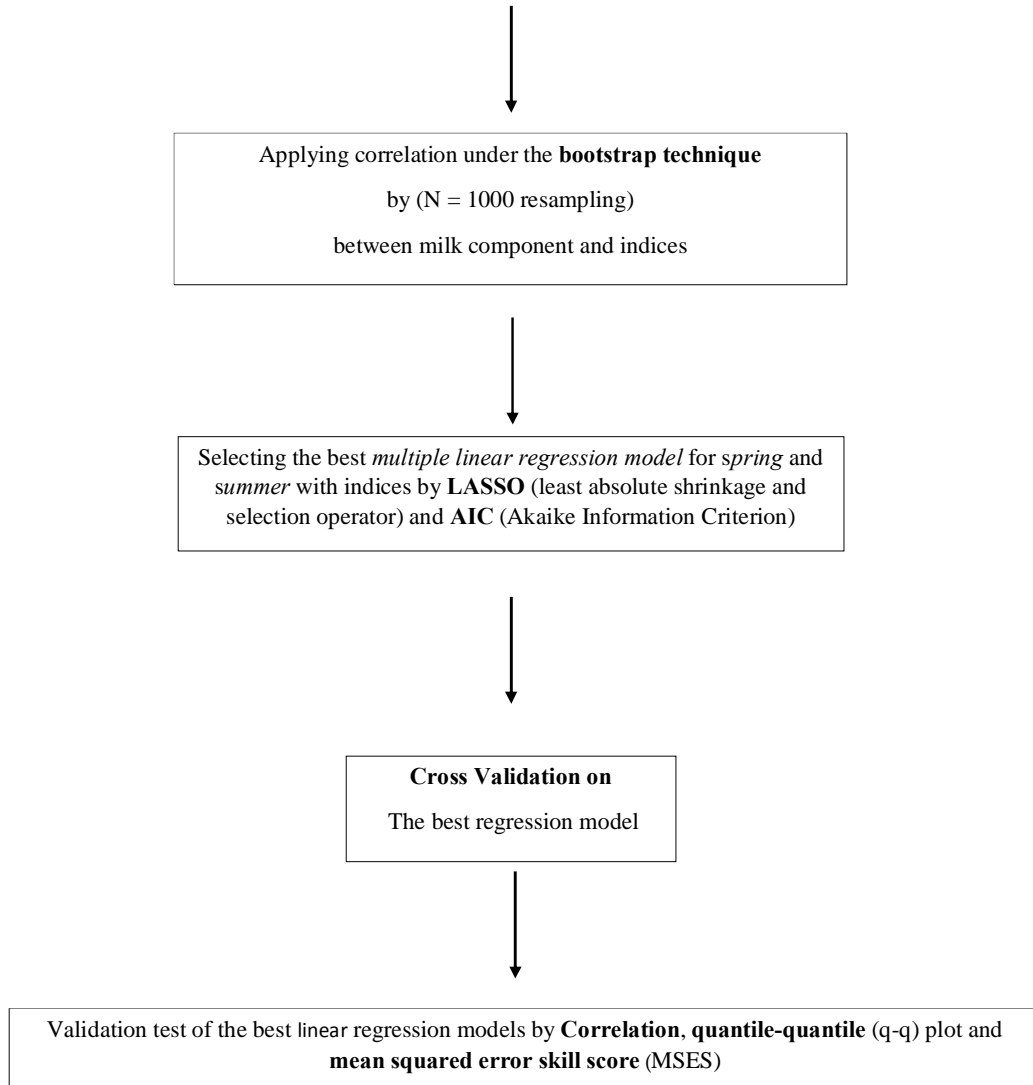 Applying correlation under the bootstrap technique
by (N = 1000 resampling)
between milk component and indices
Selecting the best multiple linear regression model for spring and
summer with indices by LASSO (least absolute shrinkage and
selection operator) and AIC (Akaike Information Criterion)
Cross Validation on
The best regression model
Validation test of the best linear regression models by Correlation, quantile-quantile (q-q) plot and
mean squared error skill score (MSES)